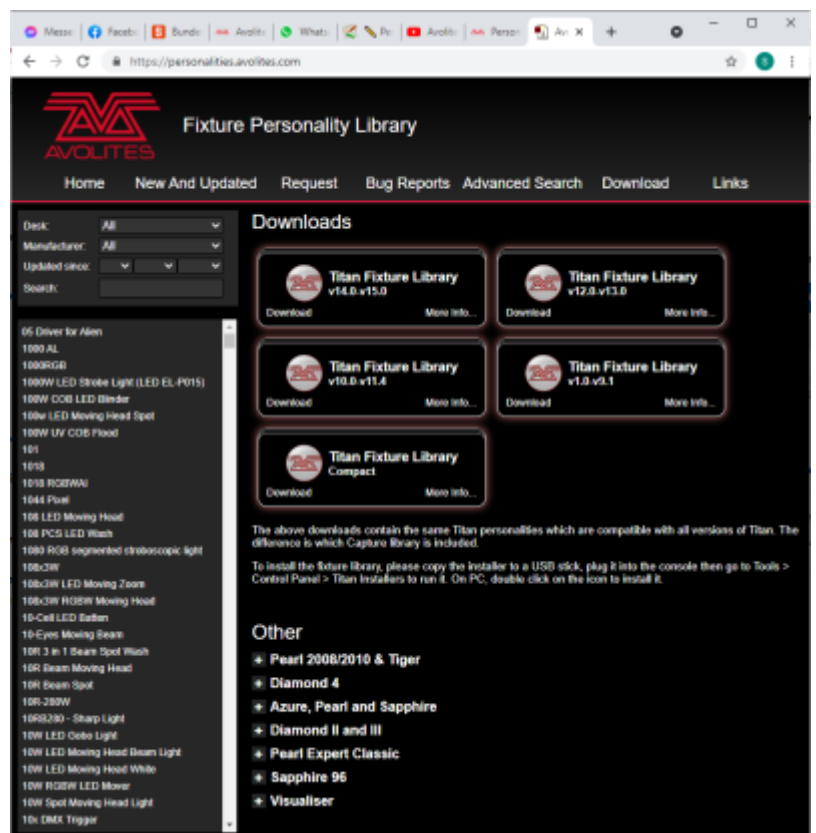 Messe
Faceb
Bunde
Avolit
Whats
Pe
Avolit
Person
Av
https://personalities.avolites.com
S
AVOLITES
Fixture Personality Library
Home
New And Updated
Request
Bug Reports
Advanced Search
Download
Links
Desk:
All
Manufacturer:
All
Updated since:
Search:
05 Driver for Alien
1000 AL
1000RGB
1000W LED Strobe Light (LED EL-P015)
100W COB LED Blinder
100w LED Moving Head Spot
100W UV COB Flood
101
1018
1018 RGBWAI
1044 Pixel
108 LED Moving Head
108 PCS LED Wash
1080 RGB segmented stroboscopic light
108x3W
108x3W LED Moving Zoom
108x3W RGBW Moving Head
10-Cell LED Batten
10-Eyes Moving Beam
10R 3 in 1 Beam Spot Wash
10R Beam Moving Head
10R Beam Spot
10R-280W
10RB280 - Sharp Light
10W LED Gobo Light
10W LED Moving Head Beam Light
10W LED Moving Head White
10W RGBW LED Mover
10W Spot Moving Head Light
10x DMX Trigger
Downloads
Titan Fixture Library
v14.0-v15.0
Download
More Info...
Titan Fixture Library
v12.0-v13.0
Download
More Info...
Titan Fixture Library
v10.0-v11.4
Download
More Info...
Titan Fixture Library
v1.0-v9.1
Download
More Info...
Titan Fixture Library
Compact
Download
More Info...
The above downloads contain the same Titan personalities which are compatible with all versions of Titan. The
difference is which Capture library is included.
To install the fixture library, please copy the installer to a USB stick, plug it into the console then go to Tools >
Control Panel > Titan Installers to run it. On PC, double click on the icon to install it.
Other
+ Pearl 2008/2010 & Tiger
+ Diamond 4
+ Azure, Pearl and Sapphire
+ Diamond II and III
+ Pearl Expert Classic
+ Sapphire 96
+ Visualiser